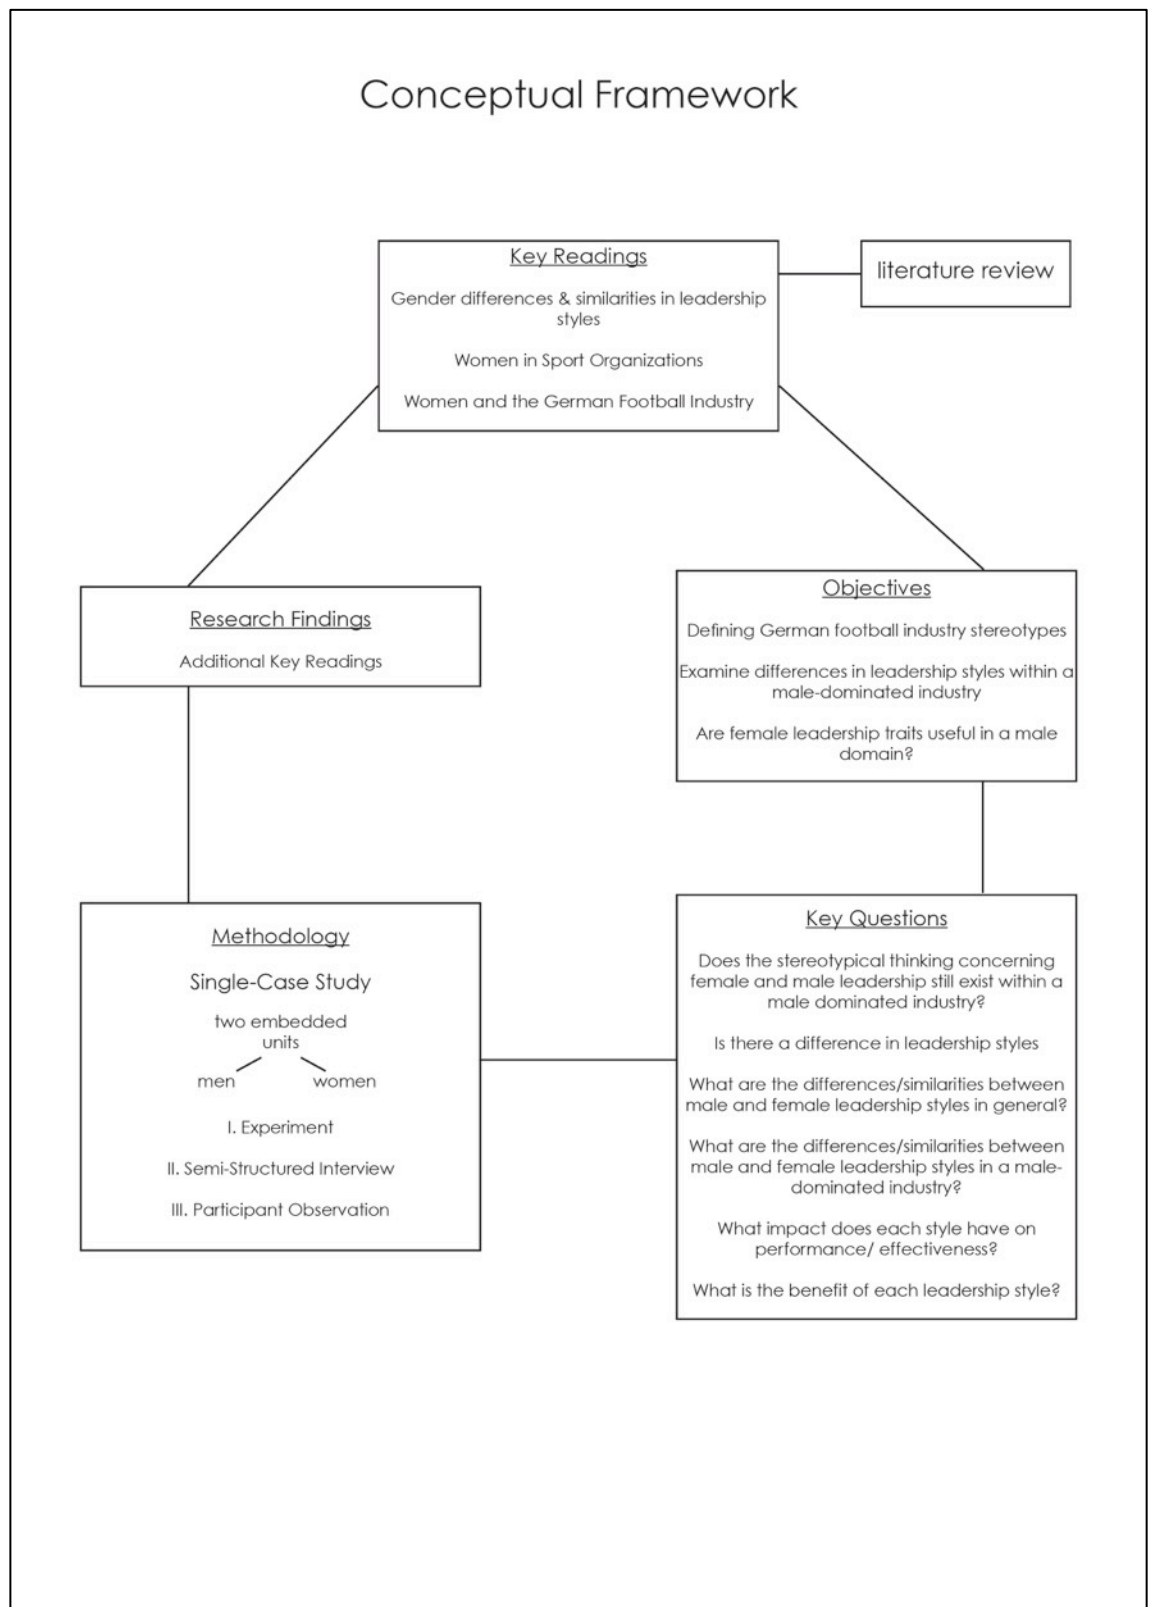 Conceptual Framework
Key Readings
Gender differences & similarities in leadership
styles
Women in Sport Organizations
Women and the German Football Industry
literature review
Research Findings
Additional Key Readings
Objectives
Defining German football industry stereotypes
Examine differences in leadership styles within a
male-dominated industry
Are female leadership traits useful in a male
domain?
Methodology
Single-Case Study
two embedded
units
men women
I. Experiment
II. Semi-Structured Interview
III. Participant Observation
Key Questions
Does the stereotypical thinking concerning
female and male leadership still exist within a
male dominated industry?
Is there a difference in leadership styles
What are the differences/similarities between
male and female leadership styles in general?
What are the differences/similarities between
male and female leadership styles in a male-
dominated industry?
What impact does each style have on
performance/ effectiveness?
What is the benefit of each leadership style?